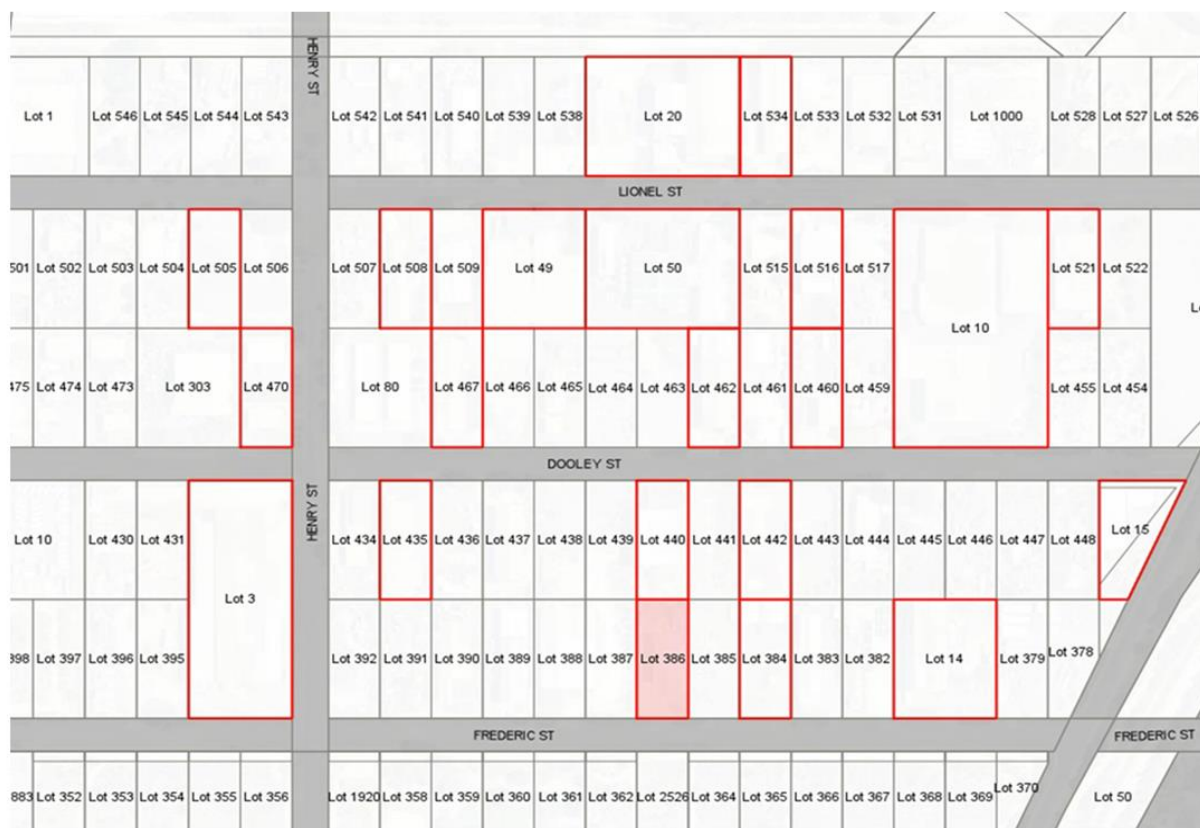 HENRY ST
Lot 1 Lot 546 Lot 545 Lot 544 Lot 543 Lot 542 Lot 541 Lot 540 Lot 539 Lot 538 Lot 20 Lot 534 Lot 533 Lot 532 Lot 531 Lot 1000 Lot 528 Lot 527 Lot 526
LIONEL ST
501 Lot 502 Lot 503 Lot 504 Lot 505 Lot 506 Lot 507 Lot 508 Lot 509 Lot 49 Lot 50 Lot 515 Lot 516 Lot 517 Lot 521 Lot 522
Lot 10
475 Lot 474 Lot 473 Lot 303 Lot 470 Lot 80 Lot 467 Lot 466 Lot 465 Lot 464 Lot 463 Lot 462 Lot 461 Lot 460 Lot 459 Lot 455 Lot 454
DOOLEY ST
HENRY ST
Lot 10 Lot 430 Lot 431 Lot 434 Lot 435 Lot 436 Lot 437 Lot 438 Lot 439 Lot 440 Lot 441 Lot 442 Lot 443 Lot 444 Lot 445 Lot 446 Lot 447 Lot 448 Lot 15
Lot 3
398 Lot 397 Lot 396 Lot 395 Lot 392 Lot 391 Lot 390 Lot 389 Lot 388 Lot 387 Lot 386 Lot 385 Lot 384 Lot 383 Lot 382 Lot 14 Lot 379 Lot 378
FREDERIC ST FREDERIC ST
883 Lot 352 Lot 353 Lot 354 Lot 355 Lot 356 Lot 1920 Lot 358 Lot 359 Lot 360 Lot 361 Lot 362 Lot 2526 Lot 364 Lot 365 Lot 366 Lot 367 Lot 368 Lot 369 Lot 370 Lot 50